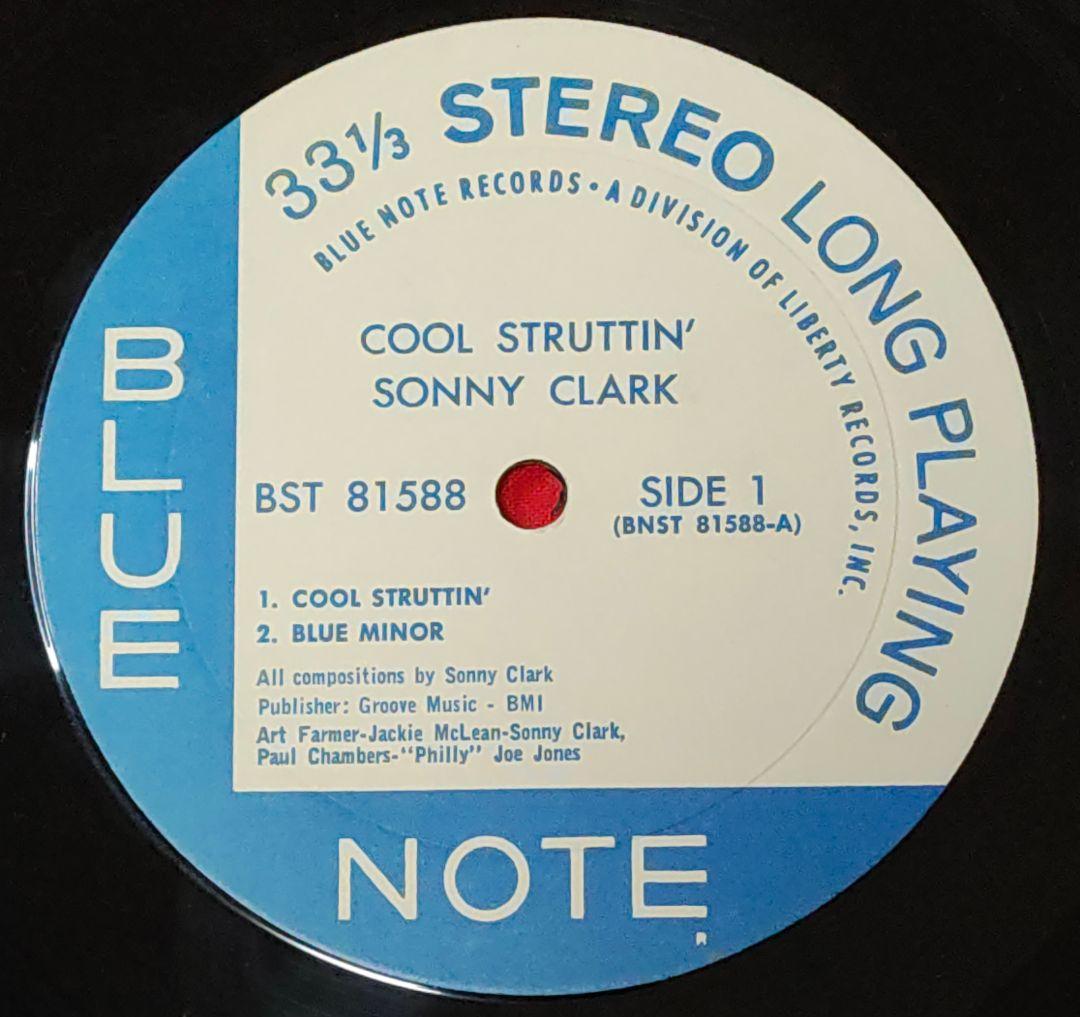 33⅓ STEREO LONG PLAYING
BLUE NOTE RECORDS • A DIVISION OF LIBERTY RECORDS, INC.
COOL STRUTTIN'
SONNY CLARK
BST 81588
SIDE 1
(BNST 81588-A)
1. COOL STRUTTIN'
2. BLUE MINOR
All compositions by Sonny Clark
Publisher: Groove Music - BMI
Art Farmer-Jackie McLean-Sonny Clark,
Paul Chambers-"Philly" Joe Jones
BLUE
NOTE
R